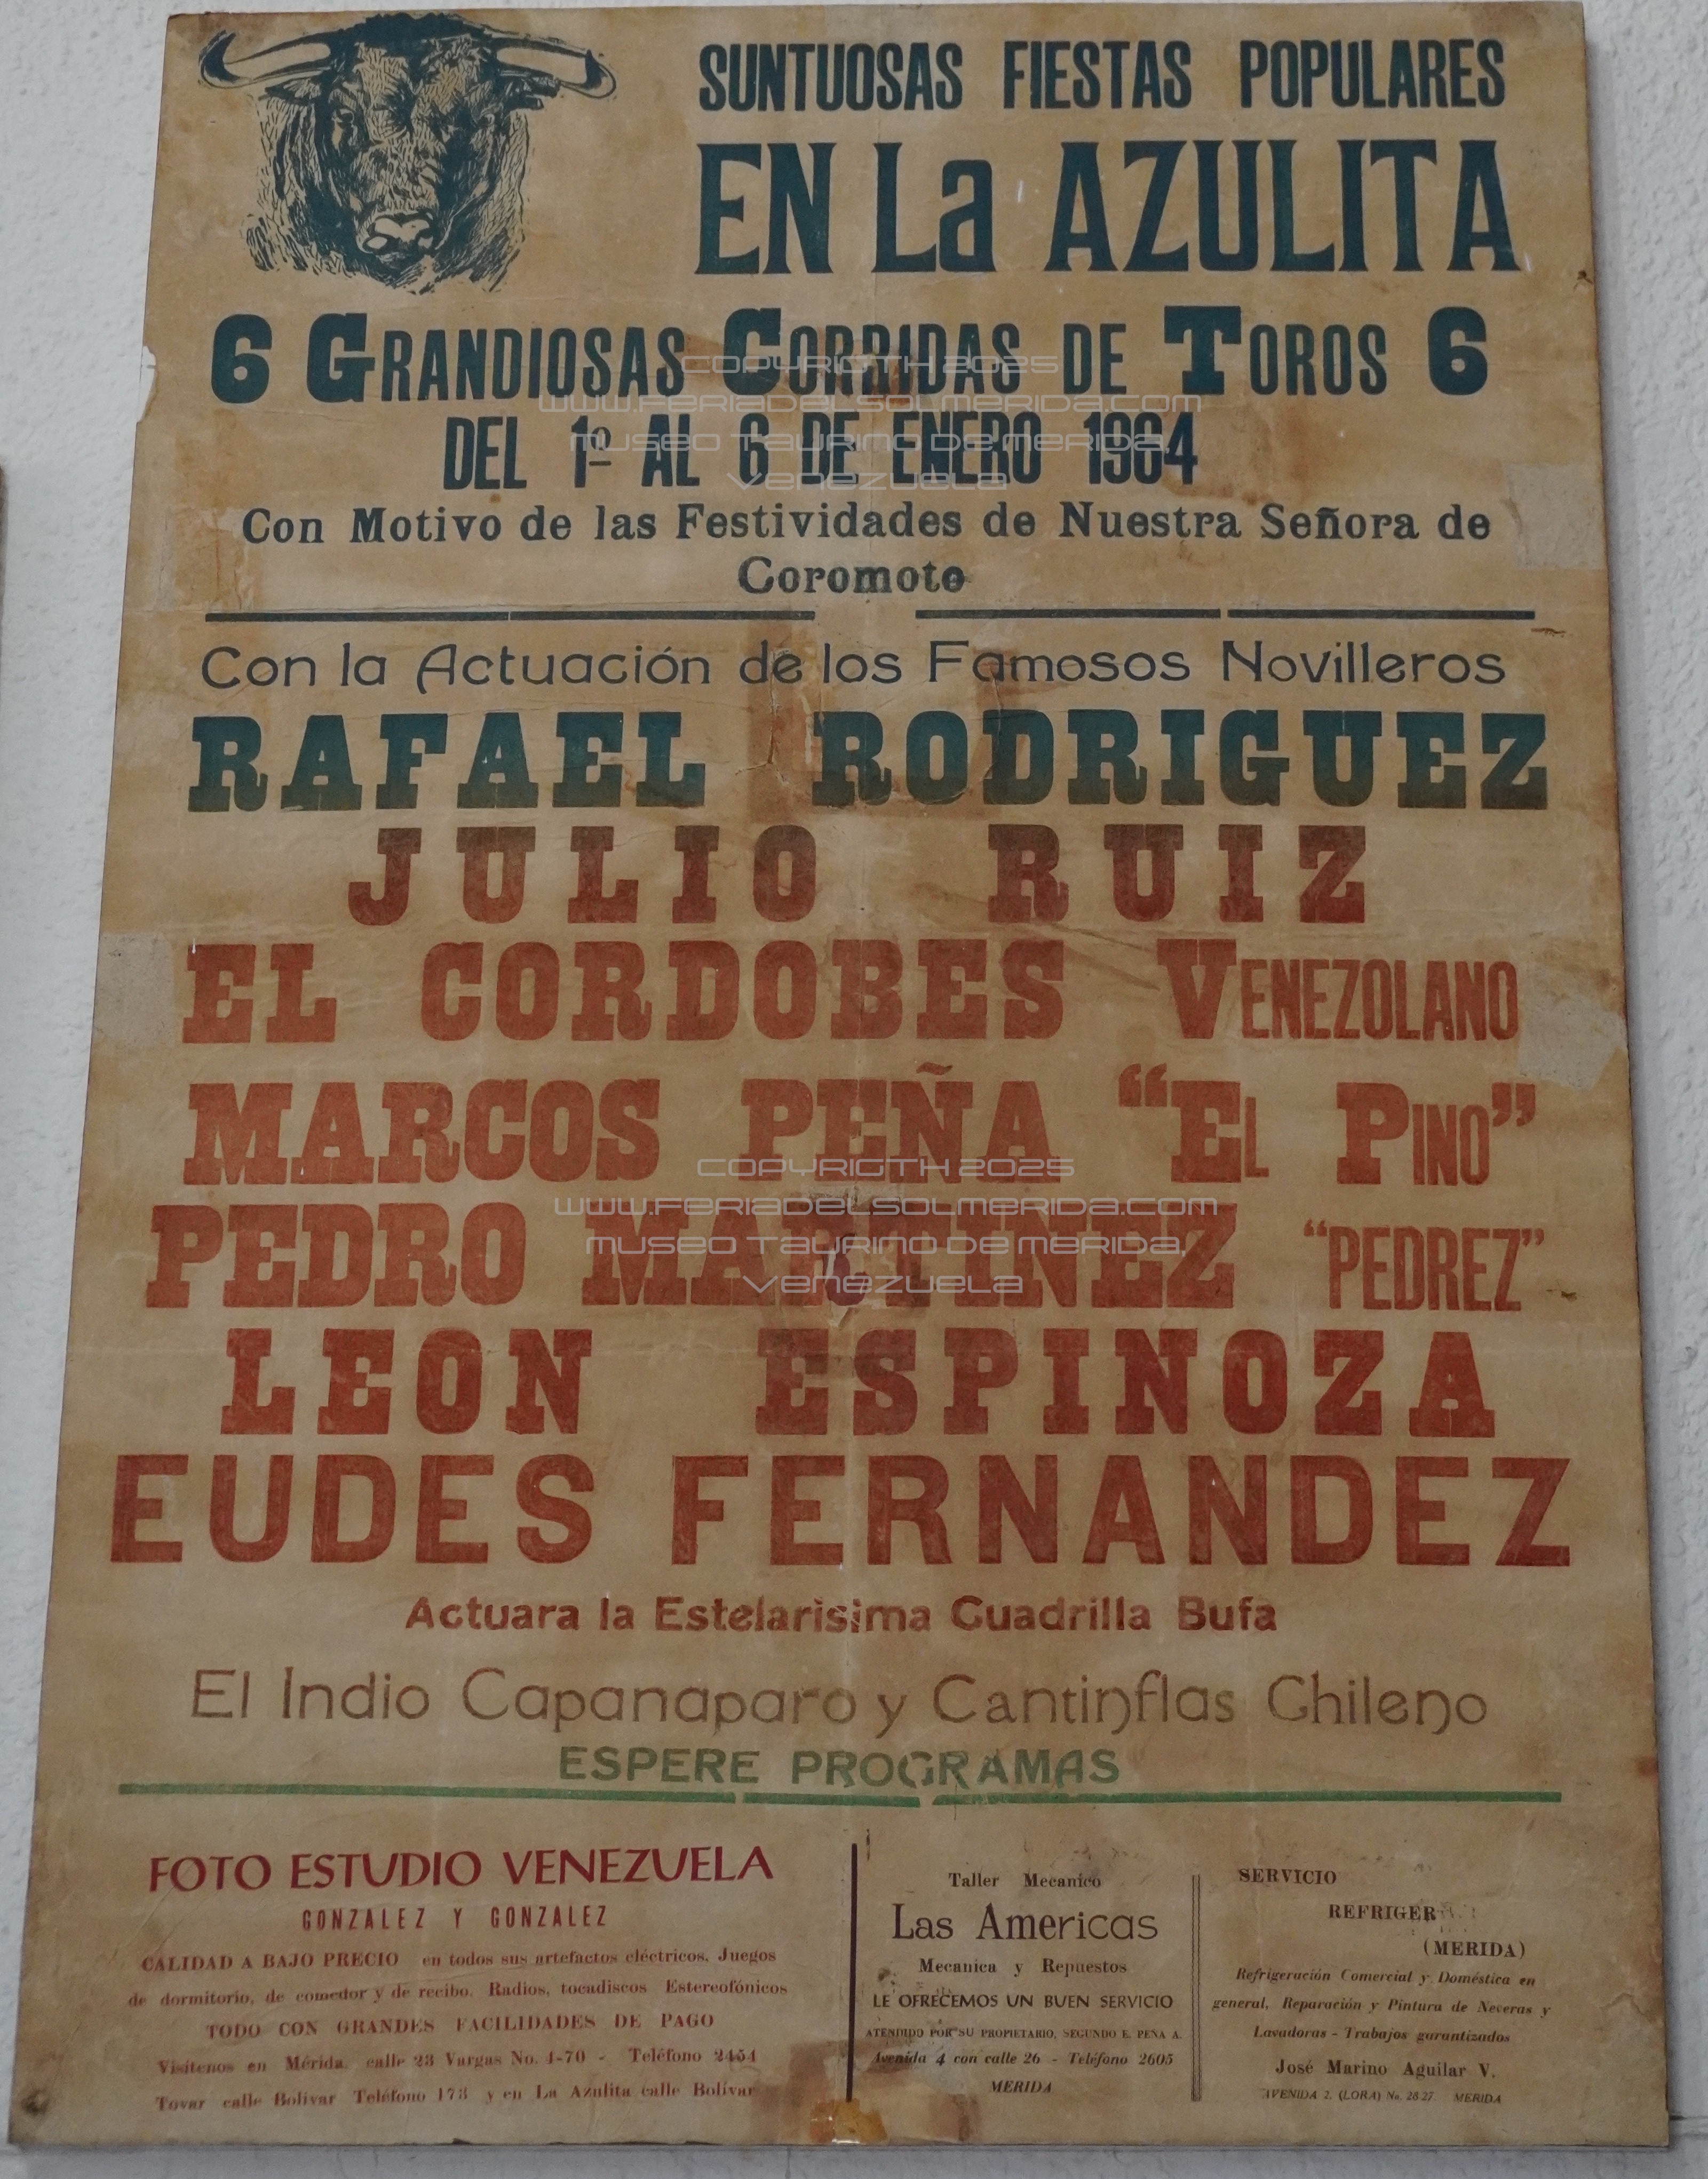 SUNTUOSAS FIESTAS POPULARES
EN La AZULITA
6 GRANDIOSAS CORRIDAS DE TOROS 6
DEL 1º AL 6 DE ENERO 1964
Con Motivo de las Festividades de Nuestra Señora de
Coromoto
Con la Actuación de los Famosos Novilleros
RAFAEL RODRIGUEZ
JULIO RUIZ
EL CORDOBES VENEZOLANO
MARCOS PEÑA "EL PINO"
PEDRO MARTINEZ "PEDREZ"
LEON ESPINOZA
EUDES FERNANDEZ
Actuara la Estelarisima Cuadrilla Bufa
El Indio Capanaparo y Cantinflas Chileno
ESPERE PROGRAMAS
FOTO ESTUDIO VENEZUELA
GONZALEZ Y GONZALEZ
CALIDAD A BAJO PRECIO en todos sus artefactos eléctricos, Juegos
de dormitorio, de comedor y de recibo. Radios, tocadiscos Estereofónicos
TODO CON GRANDES FACILIDADES DE PAGO
Visítenos en Mérida, calle 23 Vargas No. 4-70 - Teléfono 2454
Tovar calle Bolívar Teléfono 173 y en La Azulita calle Bolívar
Taller Mecanico
Las Americas
Mecanica y Repuestos
LE OFRECEMOS UN BUEN SERVICIO
ATENDIDO POR SU PROPIETARIO, SEGUNDO E. PEÑA A.
Avenida 4 con calle 26 - Teléfono 2605
MERIDA
SERVICIO
REFRIGER
(MERIDA)
Refrigeración Comercial y Doméstica en
general, Reparación y Pintura de Neveras y
Lavadoras - Trabajos garantizados
José Marino Aguilar V.
AVENIDA 2. (LORA) No. 28-27. MERIDA
COPYRIGTH 2025
www.FERIADELSOLMERIDA.COM
MUSEO TAURINO DE MERIDA,
Venezuela
COPYRIGTH 2025
www.FERIADELSOLMERIDA.COM
MUSEO TAURINO DE MERIDA,
Venezuela